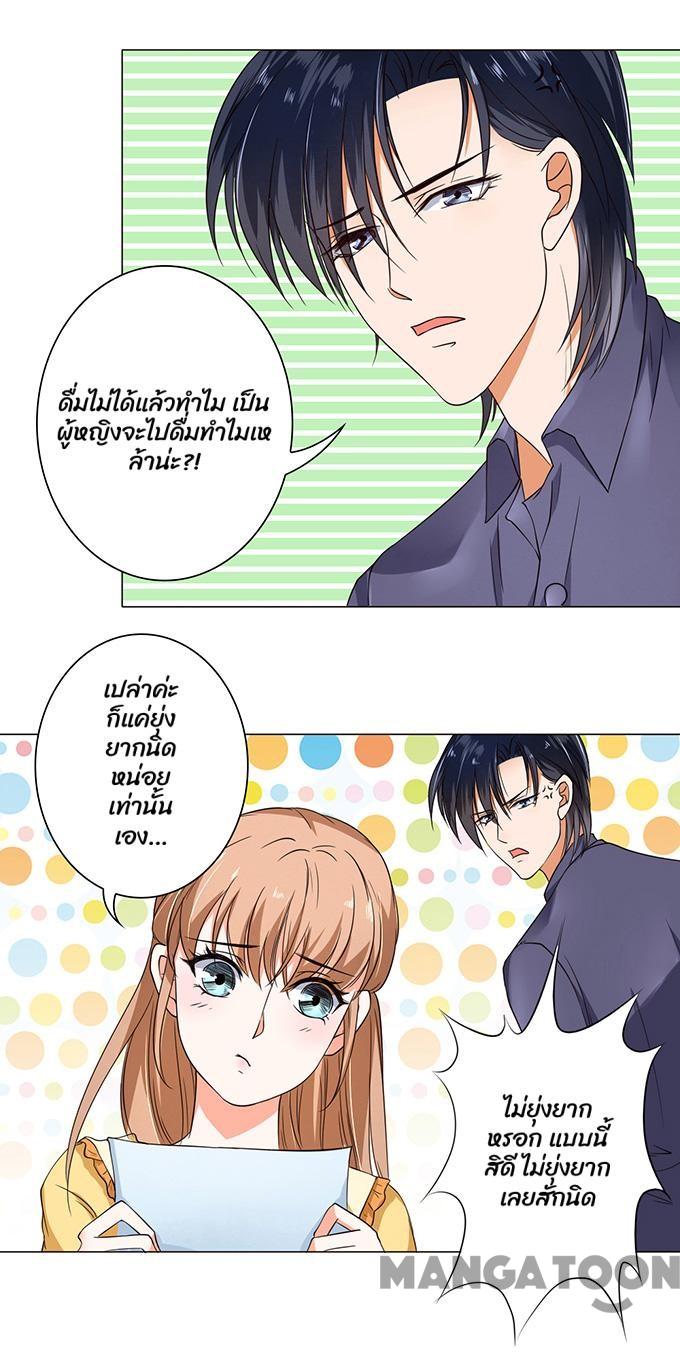 ดื่มไม่ได้แล้วทำไม เป็น
ผู้หญิงจะไปดื่มทำไมเห
ล้าน่ะ?!
เปล่าค่ะ
ก็แค่ยุ่ง
ยากนิด
หน่อย
เท่านั้น
เอง...
ไม่ยุ่งยาก
หรอก แบบนี้
สิดี ไม่ยุ่งยาก
เลยสักนิด
MANGATOON